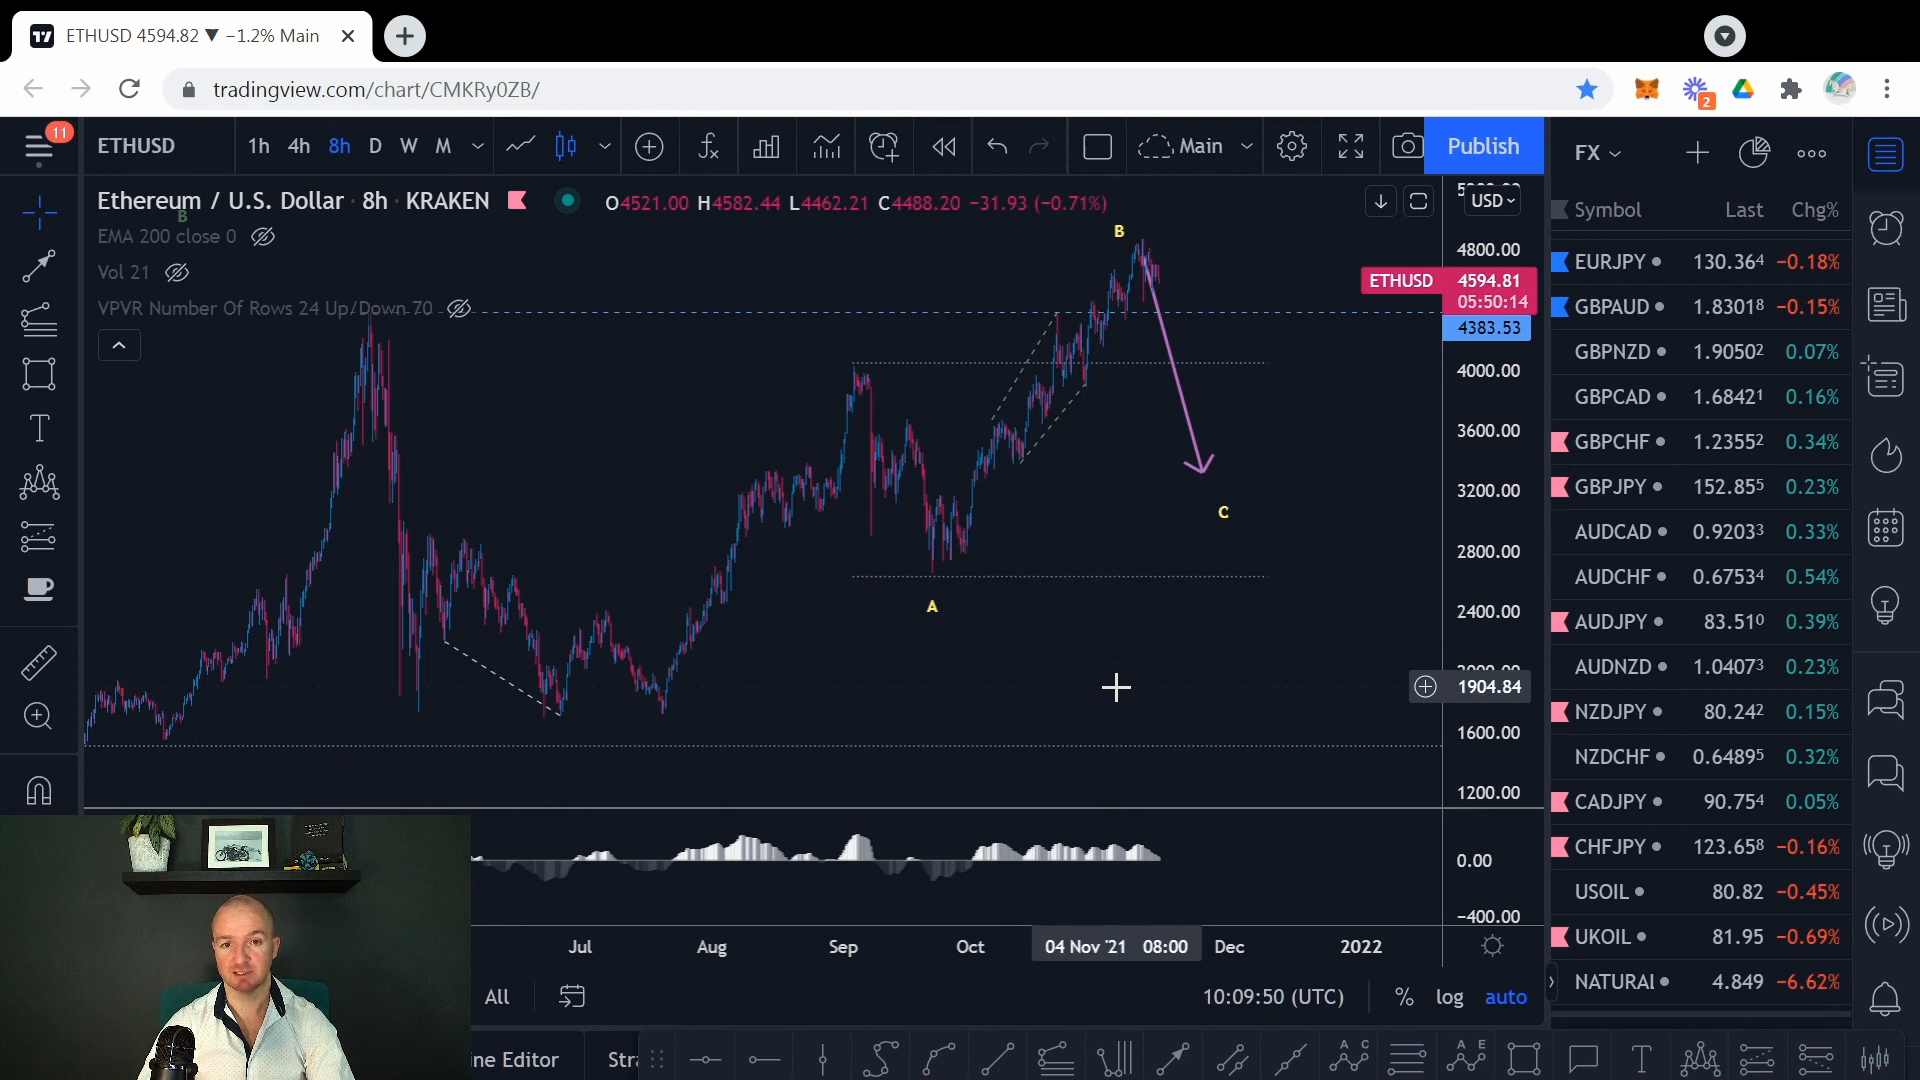 ETHUSD 4594.82 ▼ −1.2% Main
tradingview.com/chart/CMKRy0ZB/
2
11
ETHUSD
1h 4h 8h D W M
Main
Publish
FX
Ethereum / U.S. Dollar · 8h · KRAKEN
O4521.00 H4582.44 L4462.21 C4488.20 −31.93 (−0.71%)
B
EMA 200 close 0
Vol 21
VPVR Number Of Rows 24 Up/Down 70
USD
4800.00
ETHUSD 4594.81
05:50:14
4383.53
4000.00
3600.00
3200.00
2800.00
2400.00
1904.84
1600.00
1200.00
0.00
−400.00
B
C
A
Jul Aug Sep Oct 04 Nov '21 08:00 Dec 2022
All
10:09:50 (UTC) % log auto
ine Editor
Stra
Symbol Last Chg%
EURJPY 130.364 −0.18%
GBPAUD 1.83018 −0.15%
GBPNZD 1.90502 0.07%
GBPCAD 1.68421 0.16%
GBPCHF 1.23552 0.34%
GBPJPY 152.855 0.23%
AUDCAD 0.92033 0.33%
AUDCHF 0.67534 0.54%
AUDJPY 83.510 0.39%
AUDNZD 1.04073 0.23%
NZDJPY 80.242 0.15%
NZDCHF 0.64895 0.32%
CADJPY 90.754 0.05%
CHFJPY 123.658 −0.16%
USOIL 80.82 −0.45%
UKOIL 81.95 −0.69%
NATURAL 4.849 −6.62%